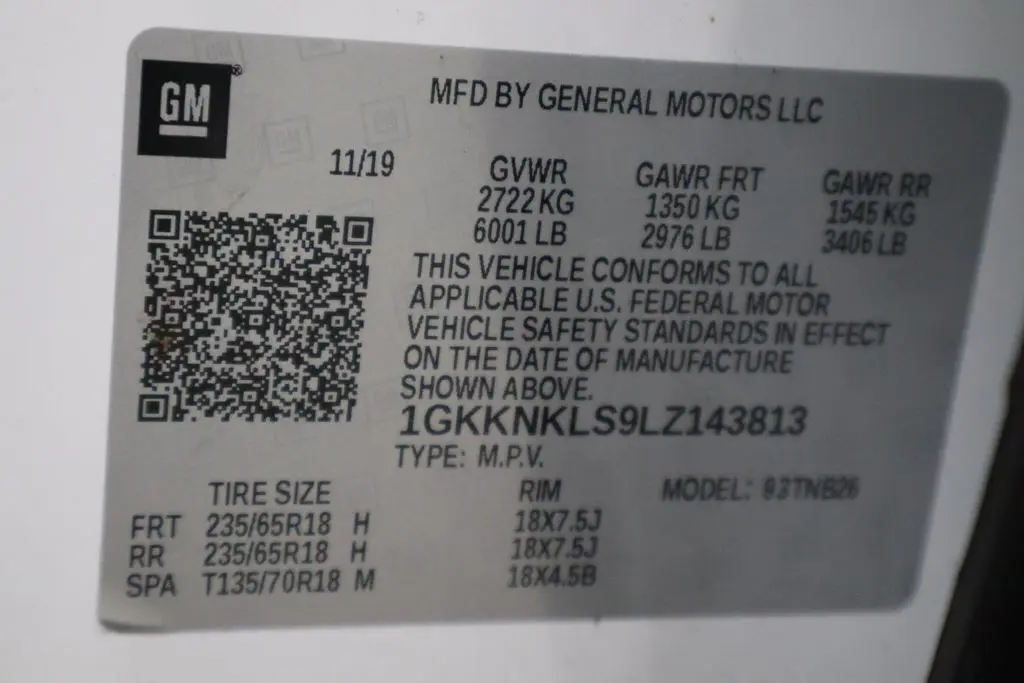 GM
MFD BY GENERAL MOTORS LLC
11/19 GVWR GAWR FRT GAWR RR
2722 KG 1350 KG 1545 KG
6001 LB 2976 LB 3406 LB
THIS VEHICLE CONFORMS TO ALL
APPLICABLE U.S. FEDERAL MOTOR
VEHICLE SAFETY STANDARDS IN EFFECT
ON THE DATE OF MANUFACTURE
SHOWN ABOVE.
1GKKNKLS9LZ143813
TYPE: M.P.V.
TIRE SIZE RIM MODEL:
FRT 235/65R18 H 18X7.5J
RR 235/65R18 H 18X7.5J
SPA T135/70R18 M 18X4.5B